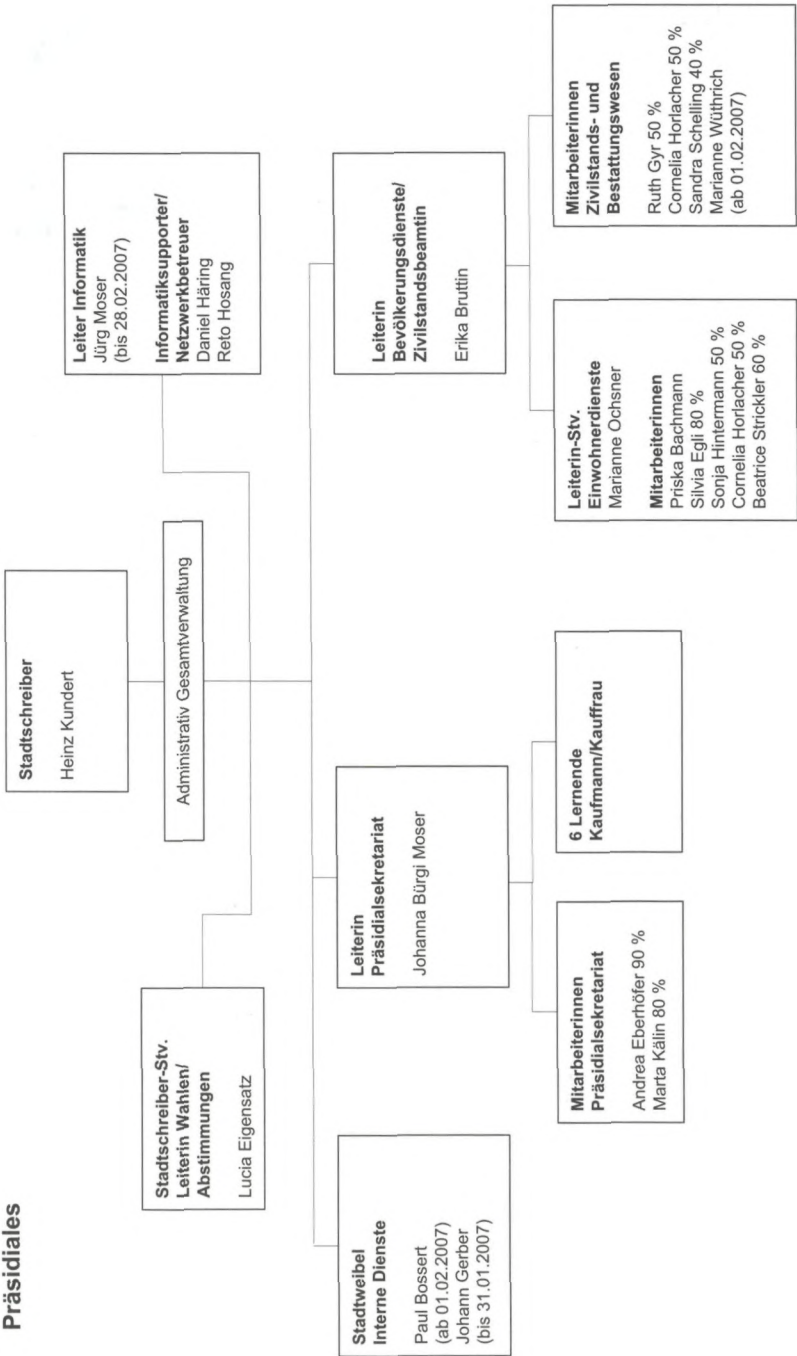 Präsidiales
Stadtschreiber
Heinz Kundert
Administrativ Gesamtverwaltung
Stadtschreiber-Stv.
Leiterin Wahlen/
Abstimmungen
Lucia Eigensatz
Leiter Informatik
Jürg Moser
(bis 28.02.2007)
Informatiksupporter/
Netzwerkbetreuer
Daniel Häring
Reto Hosang
Stadtweibel
Interne Dienste
Paul Bossert
(ab 01.02.2007)
Johann Gerber
(bis 31.01.2007)
Leiterin
Präsidialsekretariat
Johanna Bürgi Moser
Leiterin
Bevölkerungsdienste/
Zivilstandsbeamtin
Erika Bruttin
Mitarbeiterinnen
Präsidialsekretariat
Andrea Eberhöfer 90 %
Marta Kälin 80 %
6 Lernende
Kaufmann/Kauffrau
Leiterin-Stv.
Einwohnerdienste
Marianne Ochsner
Mitarbeiterinnen
Priska Bachmann
Silvia Egli 80 %
Sonja Hintermann 50 %
Cornelia Horlacher 50 %
Beatrice Strickler 60 %
Mitarbeiterinnen
Zivilstands- und
Bestattungswesen
Ruth Gyr 50 %
Cornelia Horlacher 50 %
Sandra Schelling 40 %
Marianne Wüthrich
(ab 01.02.2007)